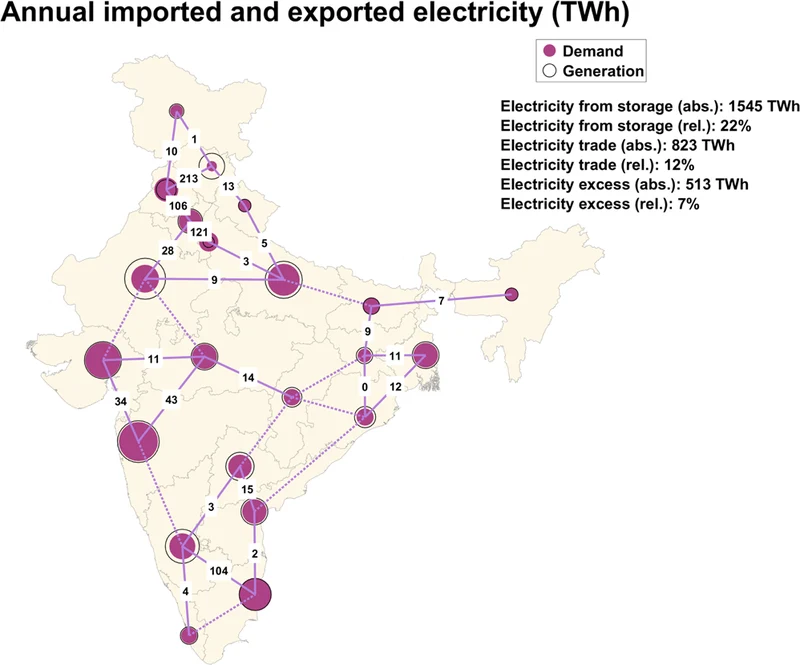 Annual imported and exported electricity (TWh)
Demand
Generation
Electricity from storage (abs.): 1545 TWh
Electricity from storage (rel.): 22%
Electricity trade (abs.): 823 TWh
Electricity trade (rel.): 12%
Electricity excess (abs.): 513 TWh
Electricity excess (rel.): 7%
1
10
213
13
106
121
28
5
3
9
7
9
11
11
14
0
12
34
43
15
3
2
104
4